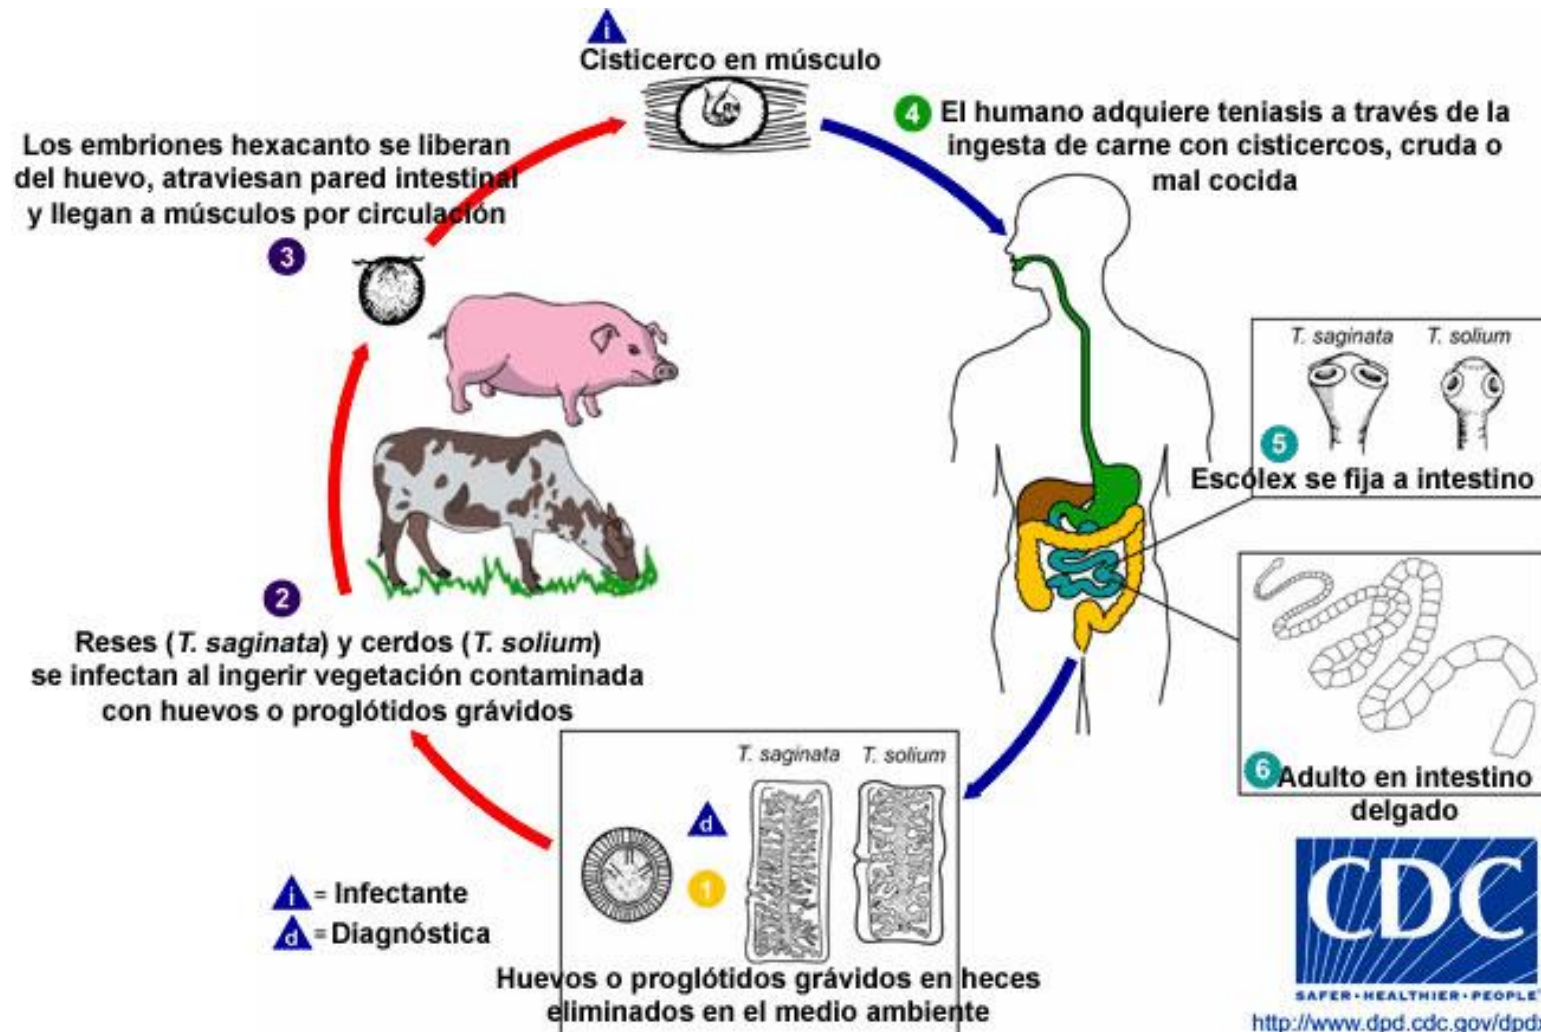 i
Cisticerco en músculo
4 El humano adquiere teniasis a través de la
ingesta de carne con cisticercos, cruda o
mal cocida
Los embriones hexacanto se liberan
del huevo, atraviesan pared intestinal
y llegan a músculos por circulación
3
T. saginata T. solium
5
Escólex se fija a intestino
2
Reses (T. saginata) y cerdos (T. solium)
se infectan al ingerir vegetación contaminada
con huevos o proglótidos grávidos
6 Adulto en intestino
delgado
T. saginata T. solium
d
1
i = Infectante
d = Diagnóstica
Huevos o proglótidos grávidos en heces
eliminados en el medio ambiente
CDC
SAFER•HEALTHIER•PEOPLE
http://www.dpd.cdc.gov/dpdx